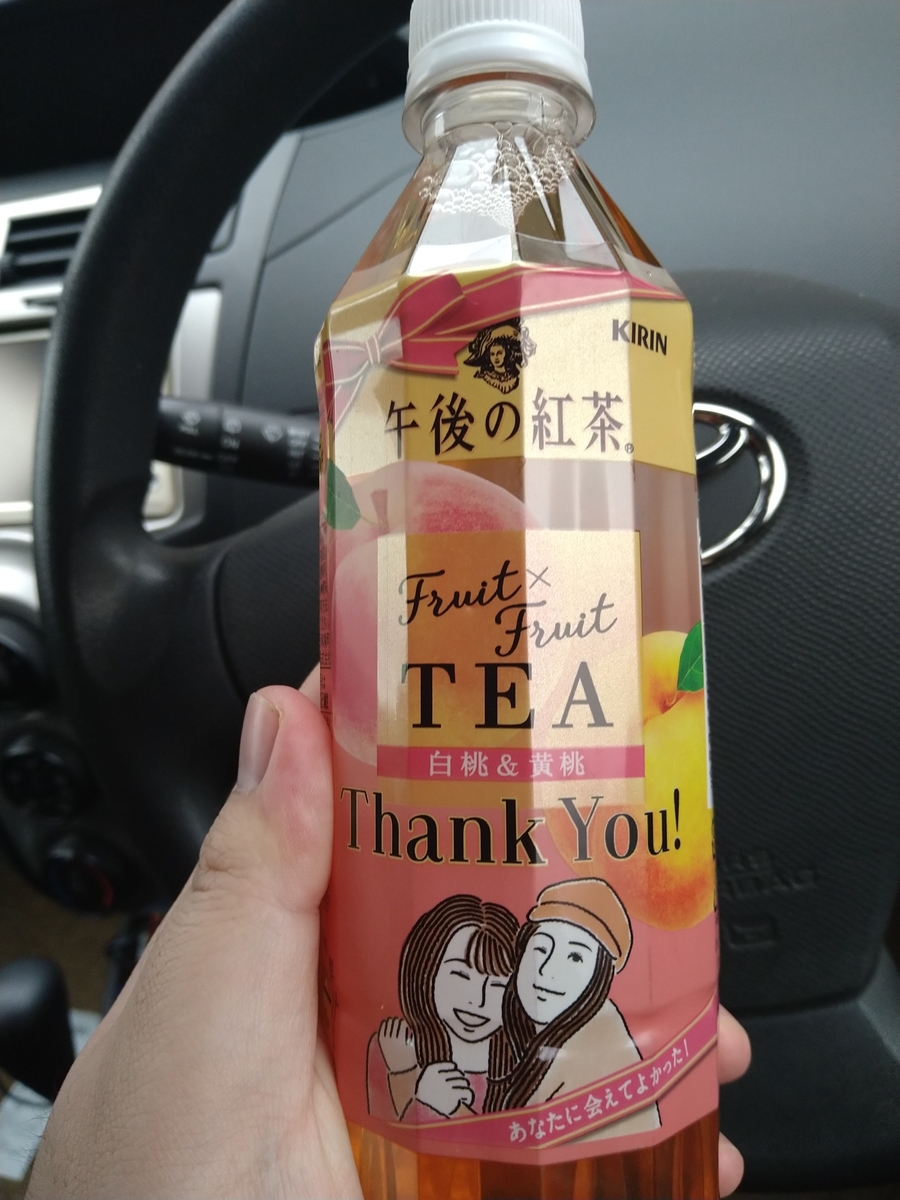 KIRIN
午後の紅茶®
Fruit×
Fruit
TEA
白桃&黄桃
Thank You!
あなたに会えてよかった!